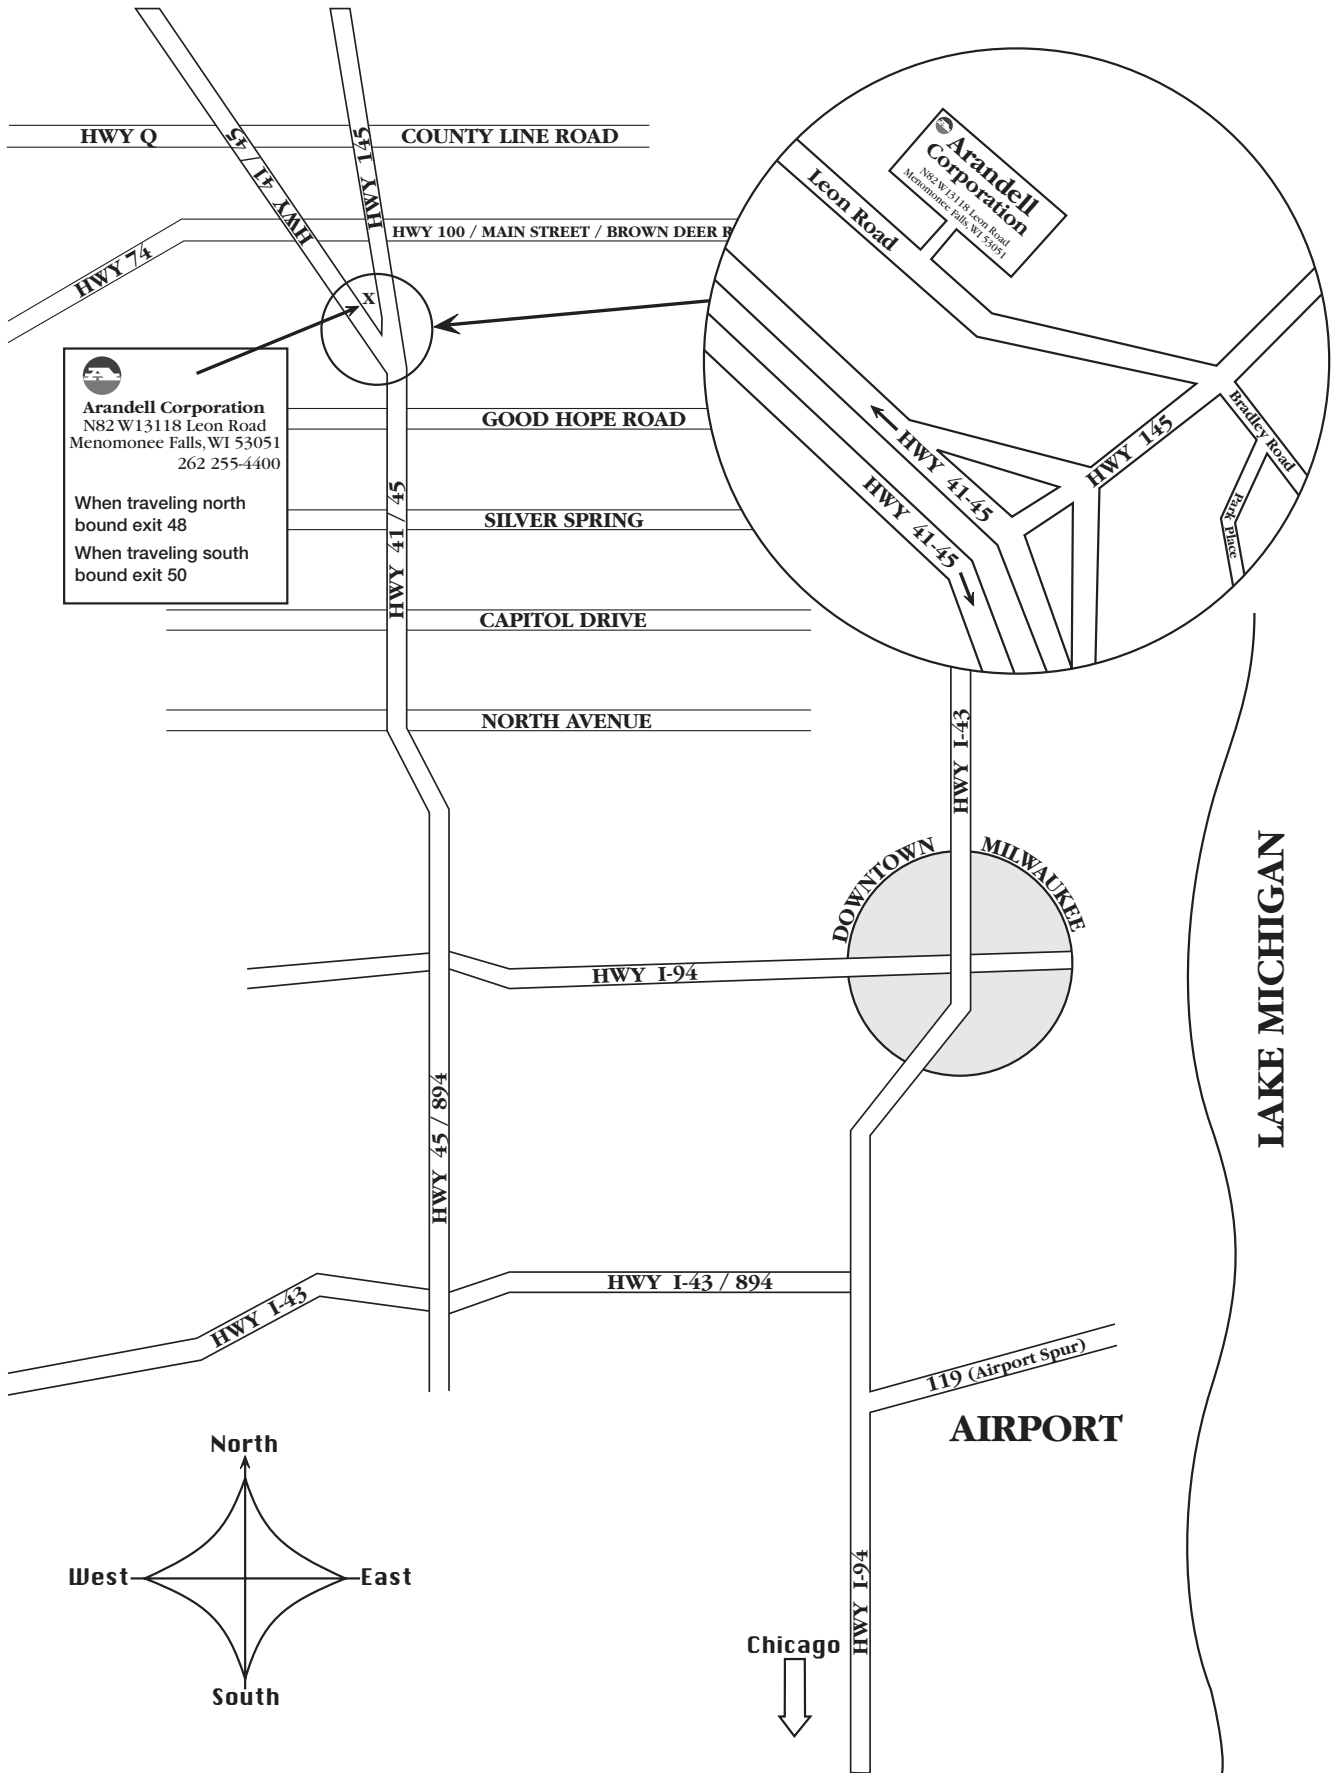 HWY Q
HWY 41 / 45
HWY 145
COUNTY LINE ROAD
HWY 74
HWY 100 / MAIN STREET / BROWN DEER R
X
Arandell Corporation
N82 W13118 Leon Road
Menomonee Falls, WI 53051
262 255-4400
When traveling north
bound exit 48
When traveling south
bound exit 50
GOOD HOPE ROAD
HWY 41 / 45
SILVER SPRING
CAPITOL DRIVE
NORTH AVENUE
Arandell
Corporation
N82 W13118 Leon Road
Menomonee Falls, WI 53051
Leon Road
HWY 41-45
HWY 41-45
HWY 145
Bradley Road
Park Place
HWY I-43
DOWNTOWN MILWAUKEE
HWY I-94
LAKE MICHIGAN
HWY 45 / 894
HWY I-43
HWY I-43 / 894
119 (Airport Spur)
AIRPORT
North
West
East
South
Chicago
HWY I-94